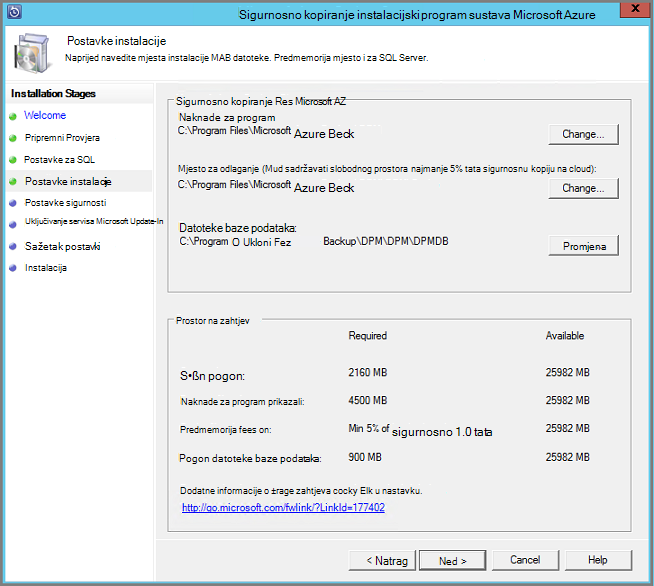 Sigurnosno kopiranje instalacijski program sustava Microsoft Azure
X
Postavke instalacije
Naprijed navedite mjesta instalacije MAB datoteke. Predmemorija mjesto i za SQL Server.
Installation Stages
Welcome
Pripremni Provjera
Postavke za SQL
Postavke instalacije
Postavke sigurnosti
Uključivanje servisa Microsoft Update-In
Sažetak postavki
Instalacija
Sigurnosno kopiranje Res Microsoft AZ
Naknade za program
C:\Program Files\Microsoft Azure Beck
Change...
Mjesto za odlaganje (Mud sadržavati slobodnog prostora najmanje 5% tata sigurnosnu kopiju na cloud):
C:\Program Files\Microsoft Azure Beck
Change...
Datoteke baze podataka:
C:\Program O Ukloni Fez Backup\DPM\DPM\DPMDB
Promjena
Prostor na zahtjev
Required Available
S•ßn pogon: 2160 MB 25982 MB
Naknade za program prikazali: 4500 MB 25982 MB
Predmemorija fees on: Min 5% of sigurnosno 1.0 tata 25982 MB
Pogon datoteke baze podataka: 900 MB 25982 MB
Dodatne informacije o ±rage zahtjeva cocky Elk u nastavku.
http://go.microsoft.com/fwlink/?LinkId=177402
< Natrag
Ned >
Cancel
Help